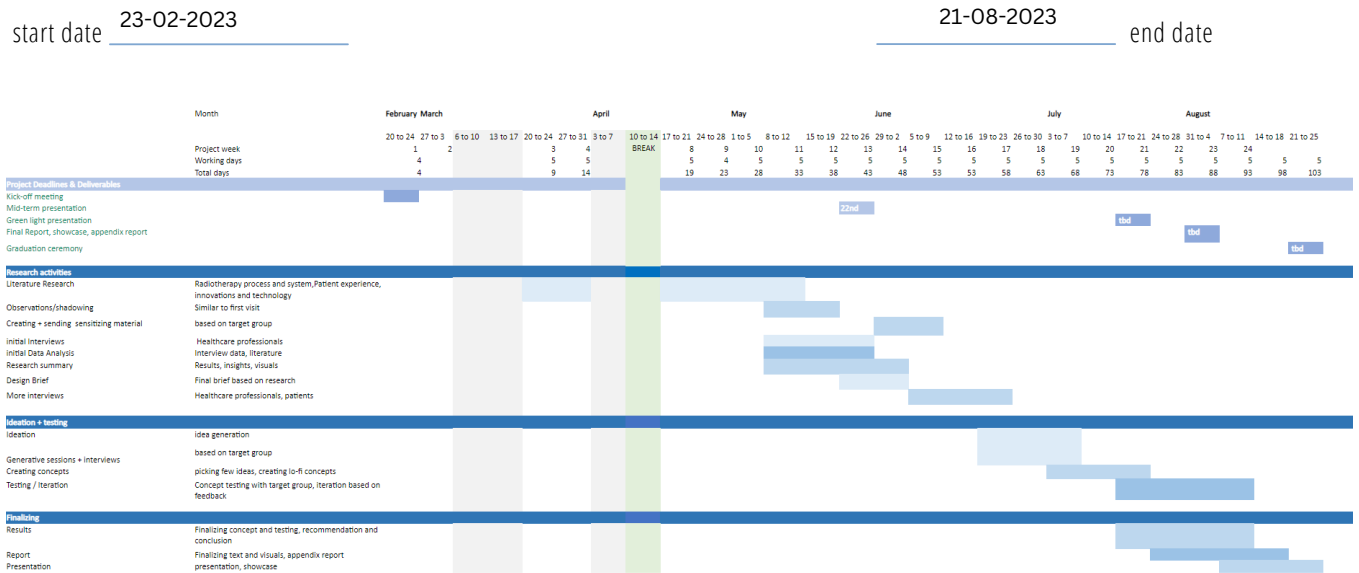 start date 23-02-2023 21-08-2023 end date
Month February March April May June July August
20 to 24 27 to 3 6 to 10 13 to 17 20 to 24 27 to 31 3 to 7 10 to 14 17 to 21 24 to 28 1 to 5 8 to 12 15 to 19 22 to 26 29 to 2 5 to 9 12 to 16 19 to 23 26 to 30 3 to 7 10 to 14 17 to 21 24 to 28 31 to 4 7 to 11 14 to 18 21 to 25
Project week 1 2 3 4 BREAK 8 9 10 11 12 13 14 15 16 17 18 19 20 21 22 23 24
Working days 4 5 5 5 4 5 5 5 5 5 5 5 5 5 5 5 5 5 5 5 5 5
Total days 4 9 14 19 23 28 33 38 43 48 53 53 58 63 68 73 78 83 88 93 98 103
Project Deadlines & Deliverables
Kick-off meeting
Mid-term presentation 22nd
Green light presentation tbd
Final Report, showcase, appendix report tbd
Graduation ceremony tbd
Research activities
Literature Research Radiotherapy process and system,Patient experience,
innovations and technology
Observations/shadowing Similar to first visit
Creating + sending sensitizing material based on target group
initial Interviews Healthcare professionals
initial Data Analysis Interview data, literature
Research summary Results, insights, visuals
Design Brief Final brief based on research
More interviews Healthcare professionals, patients
Ideation + testing
Ideation idea generation
based on target group
Generative sessions + interviews
Creating concepts picking few ideas, creating lo-fi concepts
Testing / Iteration Concept testing with target group, iteration based on
feedback
Finalizing
Results Finalizing concept and testing, recommendation and
conclusion
Report Finalizing text and visuals, appendix report
Presentation presentation, showcase